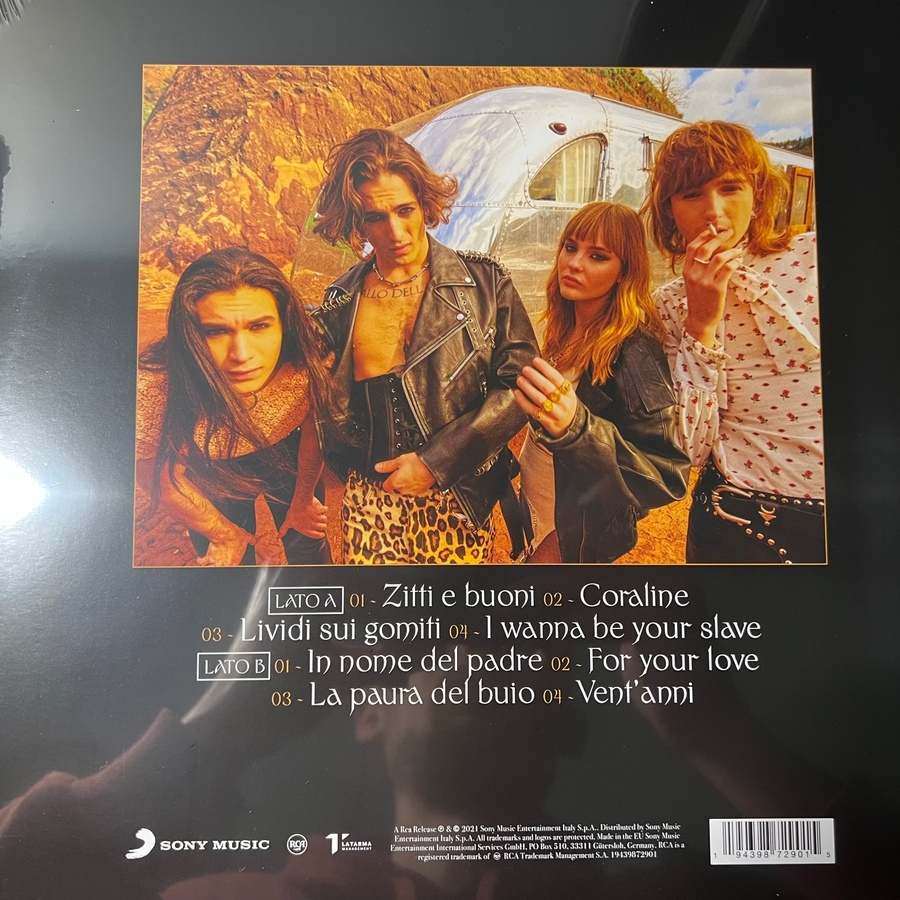 LLO DELL
LATO A 01 - Zitti e buoni 02 - Coraline
03 - Lividi sui gomiti 04 - I wanna be your slave
LATO B 01 - In nome del padre 02 - For your love
03 - La paura del buio 04 - Vent'anni
SONY MUSIC
RCA
LATARMA
MANAGEMENT
A Rca Release ℗ & © 2021 Sony Music Entertainment Italy S.p.A.. Distributed by Sony Music
Entertainment Italy S.p.A. All trademarks and logos are protected. Made in the EU Sony Music
Entertainment International Services GmbH, PO Box 510, 33311 Gütersloh, Germany. RCA is a
registered trademark of RCA Trademark Management S.A. 19439872901
1 94398 72901 5